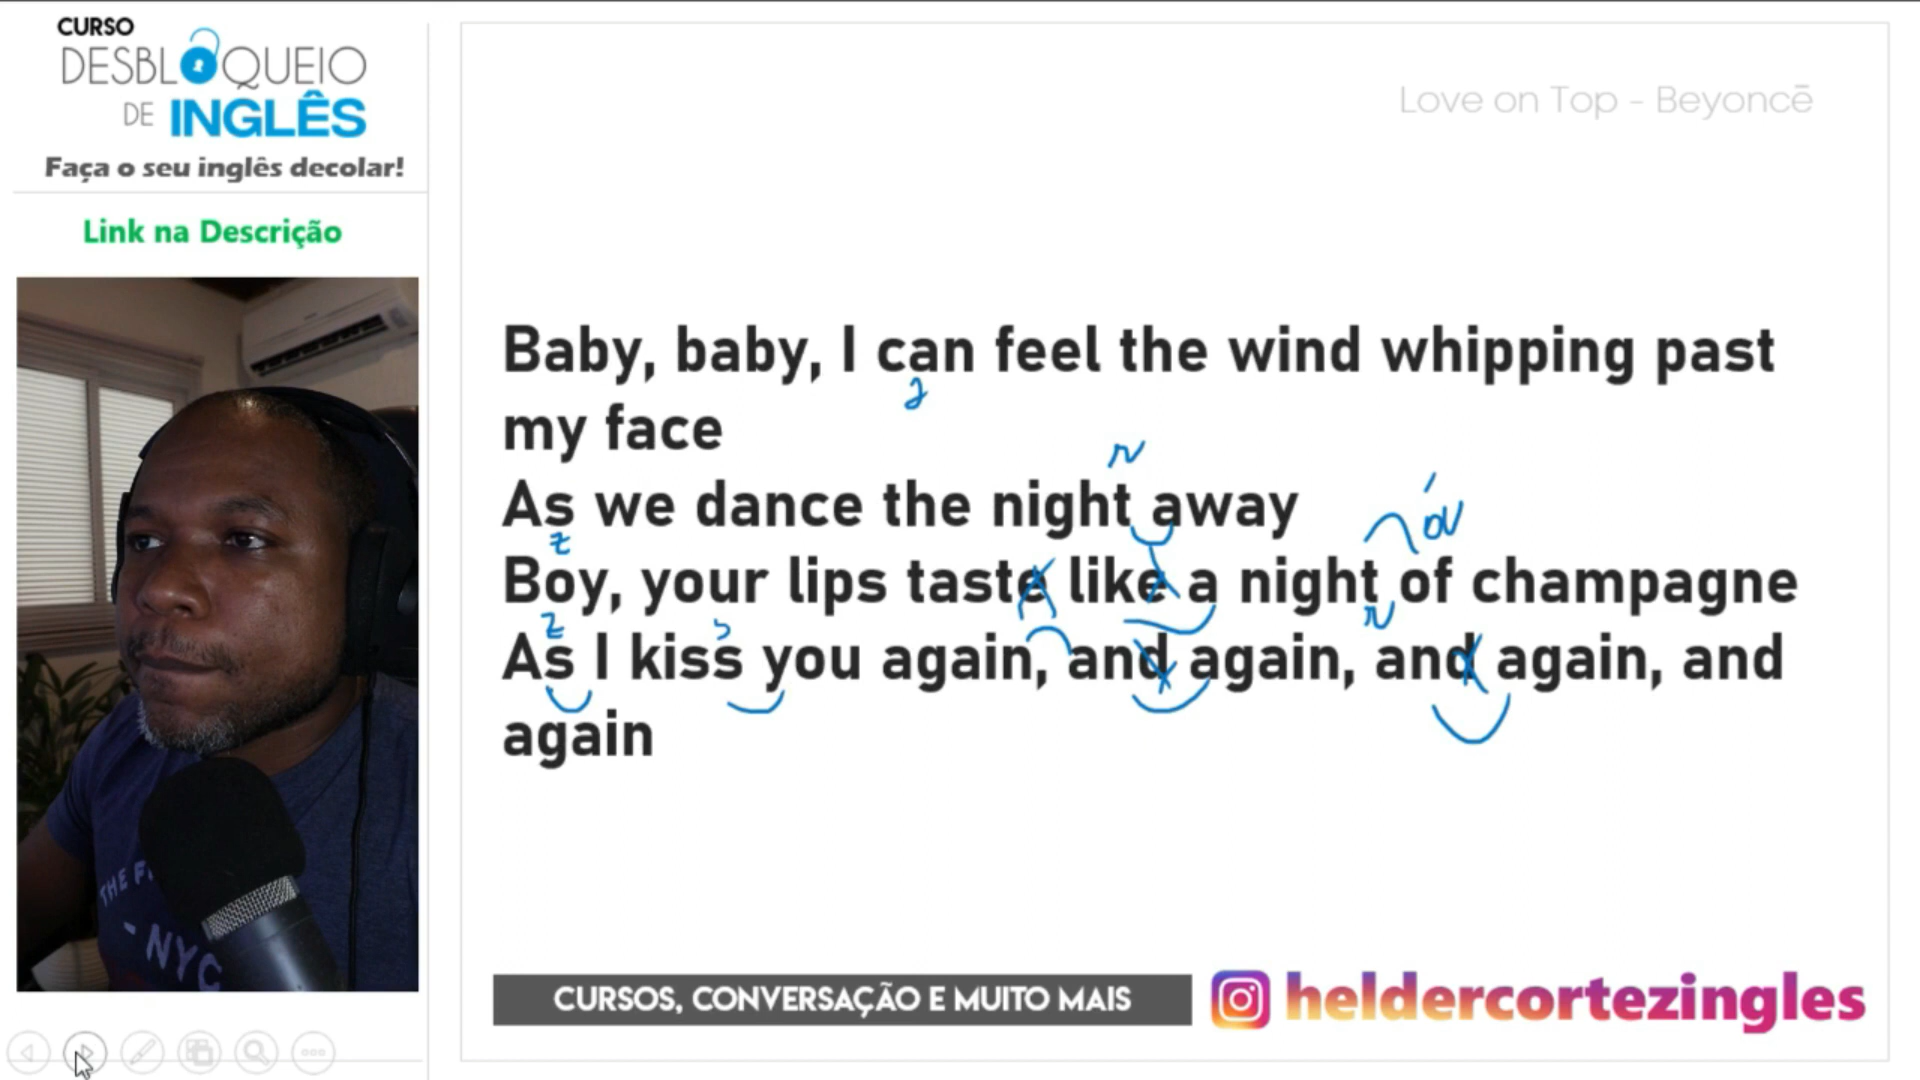 CURSO
DESBLOQUEIO
DE INGLÊS
Faça o seu inglês decolar!
Link na Descrição
THE F
- NYC
Love on Top - Beyoncē
Baby, baby, I can feel the wind whipping past
my face
As we dance the night away
z
Boy, your lips taste like a night of champagne
z s
As I kiss you again, and again, and again, and
again
CURSOS, CONVERSAÇÃO E MUITO MAIS
heldercortezingles